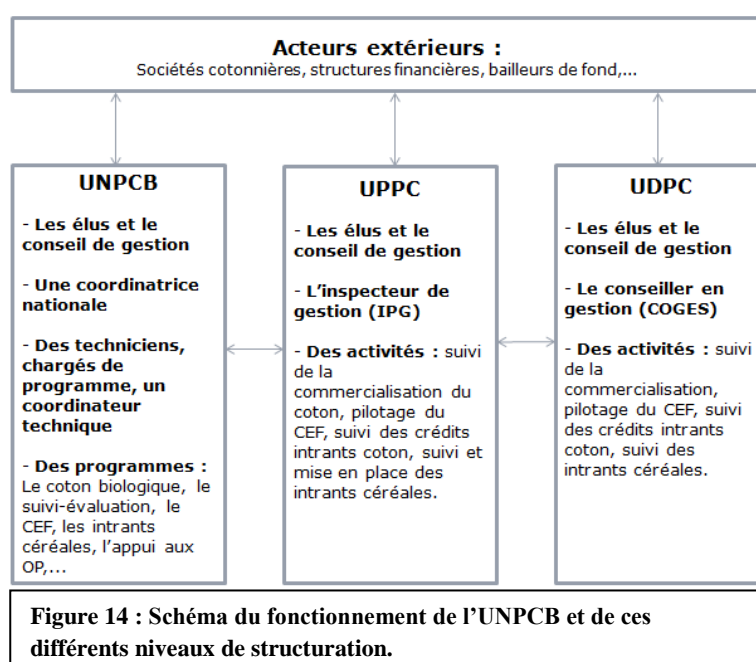 Acteurs extérieurs :
Sociétés cotonnières, structures financières, bailleurs de fond,...
UNPCB
- Les élus et le
conseil de gestion
- Une coordinatrice
nationale
- Des techniciens,
chargés de
programme, un
coordinateur
technique
- Des programmes :
Le coton biologique, le
suivi-évaluation, le
CEF, les intrants
céréales, l'appui aux
OP,...
UPPC
- Les élus et le
conseil de gestion
- L'inspecteur de
gestion (IPG)
- Des activités : suivi
de la
commercialisation du
coton, pilotage du
CEF, suivi des crédits
intrants coton, suivi et
mise en place des
intrants céréales.
UDPC
- Les élus et le
conseil de gestion
- Le conseiller en
gestion (COGES)
- Des activités : suivi
de la
commercialisation,
pilotage du CEF, suivi
des crédits intrants
coton, suivi des
intrants céréales.
Figure 14 : Schéma du fonctionnement de l'UNPCB et de ces
différents niveaux de structuration.